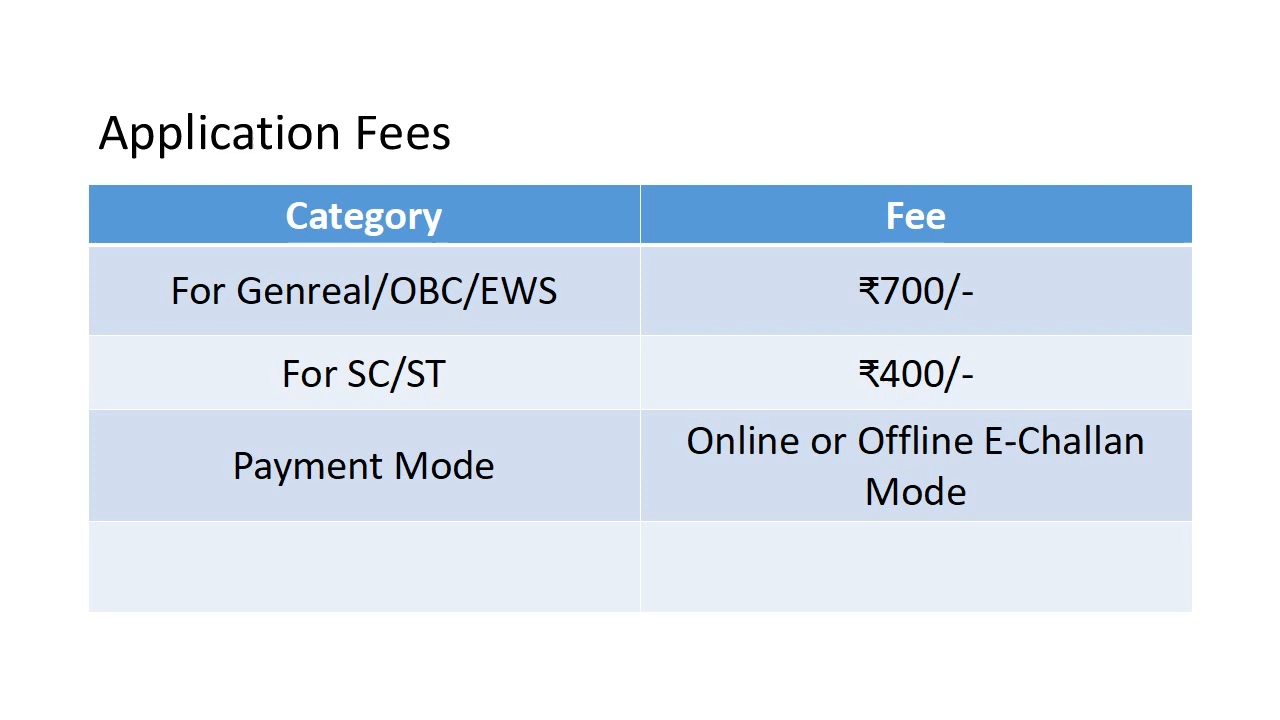 Application Fees
Category
Fee
For Genreal/OBC/EWS
₹700/-
For SC/ST
₹400/-
Payment Mode
Online or Offline E-Challan
Mode